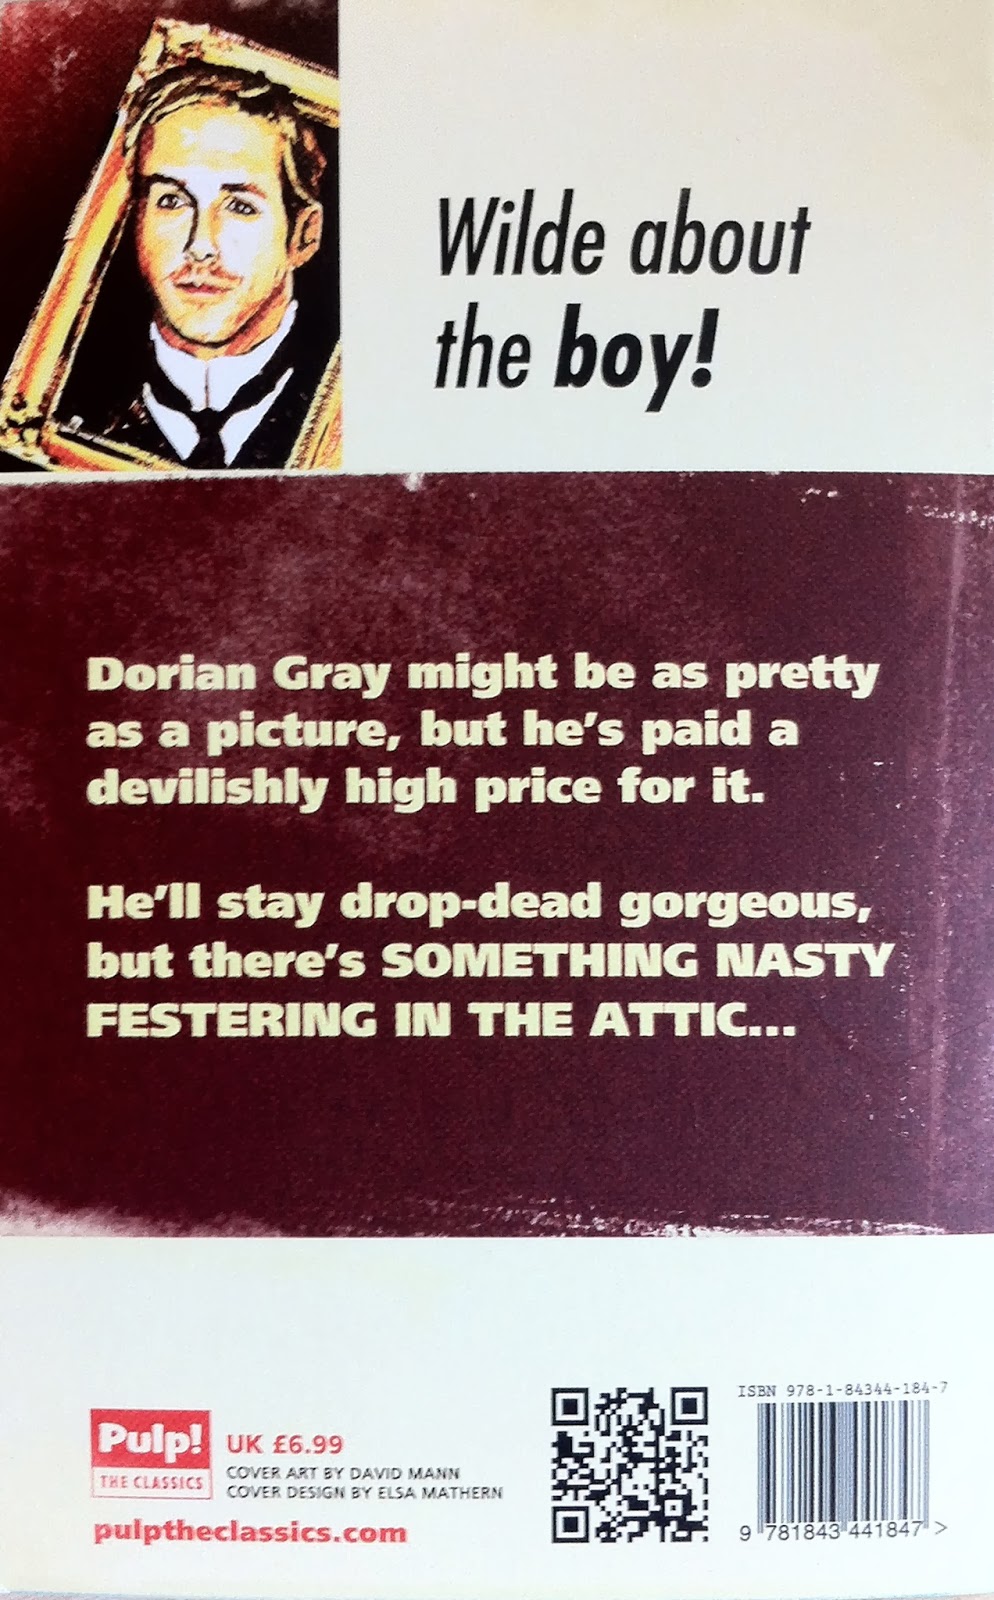 Wilde about
the boy!
Dorian Gray might be as pretty
as a picture, but he's paid a
devilishly high price for it.
He'll stay drop-dead gorgeous,
but there's SOMETHING NASTY
FESTERING IN THE ATTIC...
ISBN 978-1-84344-184-7
Pulp!
THE CLASSICS
UK £6.99
COVER ART BY DAVID MANN
COVER DESIGN BY ELSA MATHERN
pulptheclassics.com
9 781843 441847 >